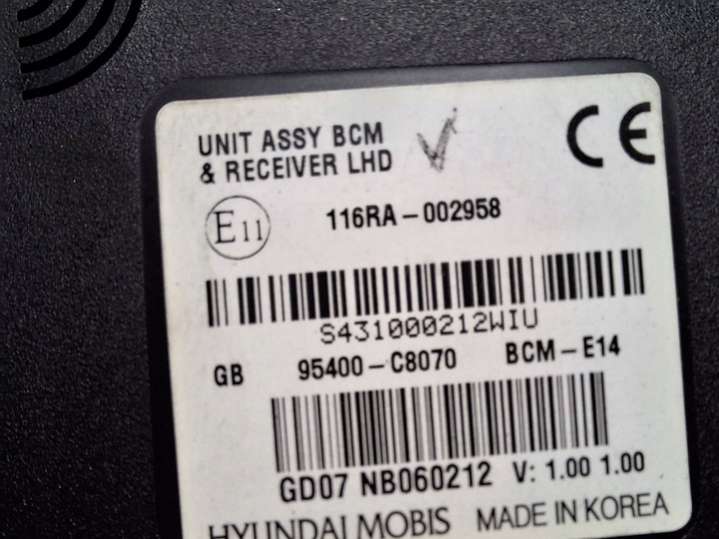 UNIT ASSY BCM
& RECEIVER LHD
CE
E11
116RA-002958
S431000212WIU
GB 95400-C8070 BCM-E14
GD07 NB060212 V: 1.00 1.00
HYUNDAI MOBIS MADE IN KOREA